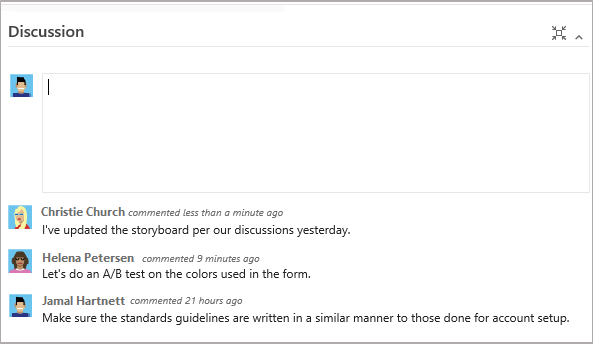 Discussion
Christie Church commented less than a minute ago
I've updated the storyboard per our discussions yesterday.
Helena Petersen commented 9 minutes ago
Let's do an A/B test on the colors used in the form.
Jamal Hartnett commented 21 hours ago
Make sure the standards guidelines are written in a similar manner to those done for account setup.